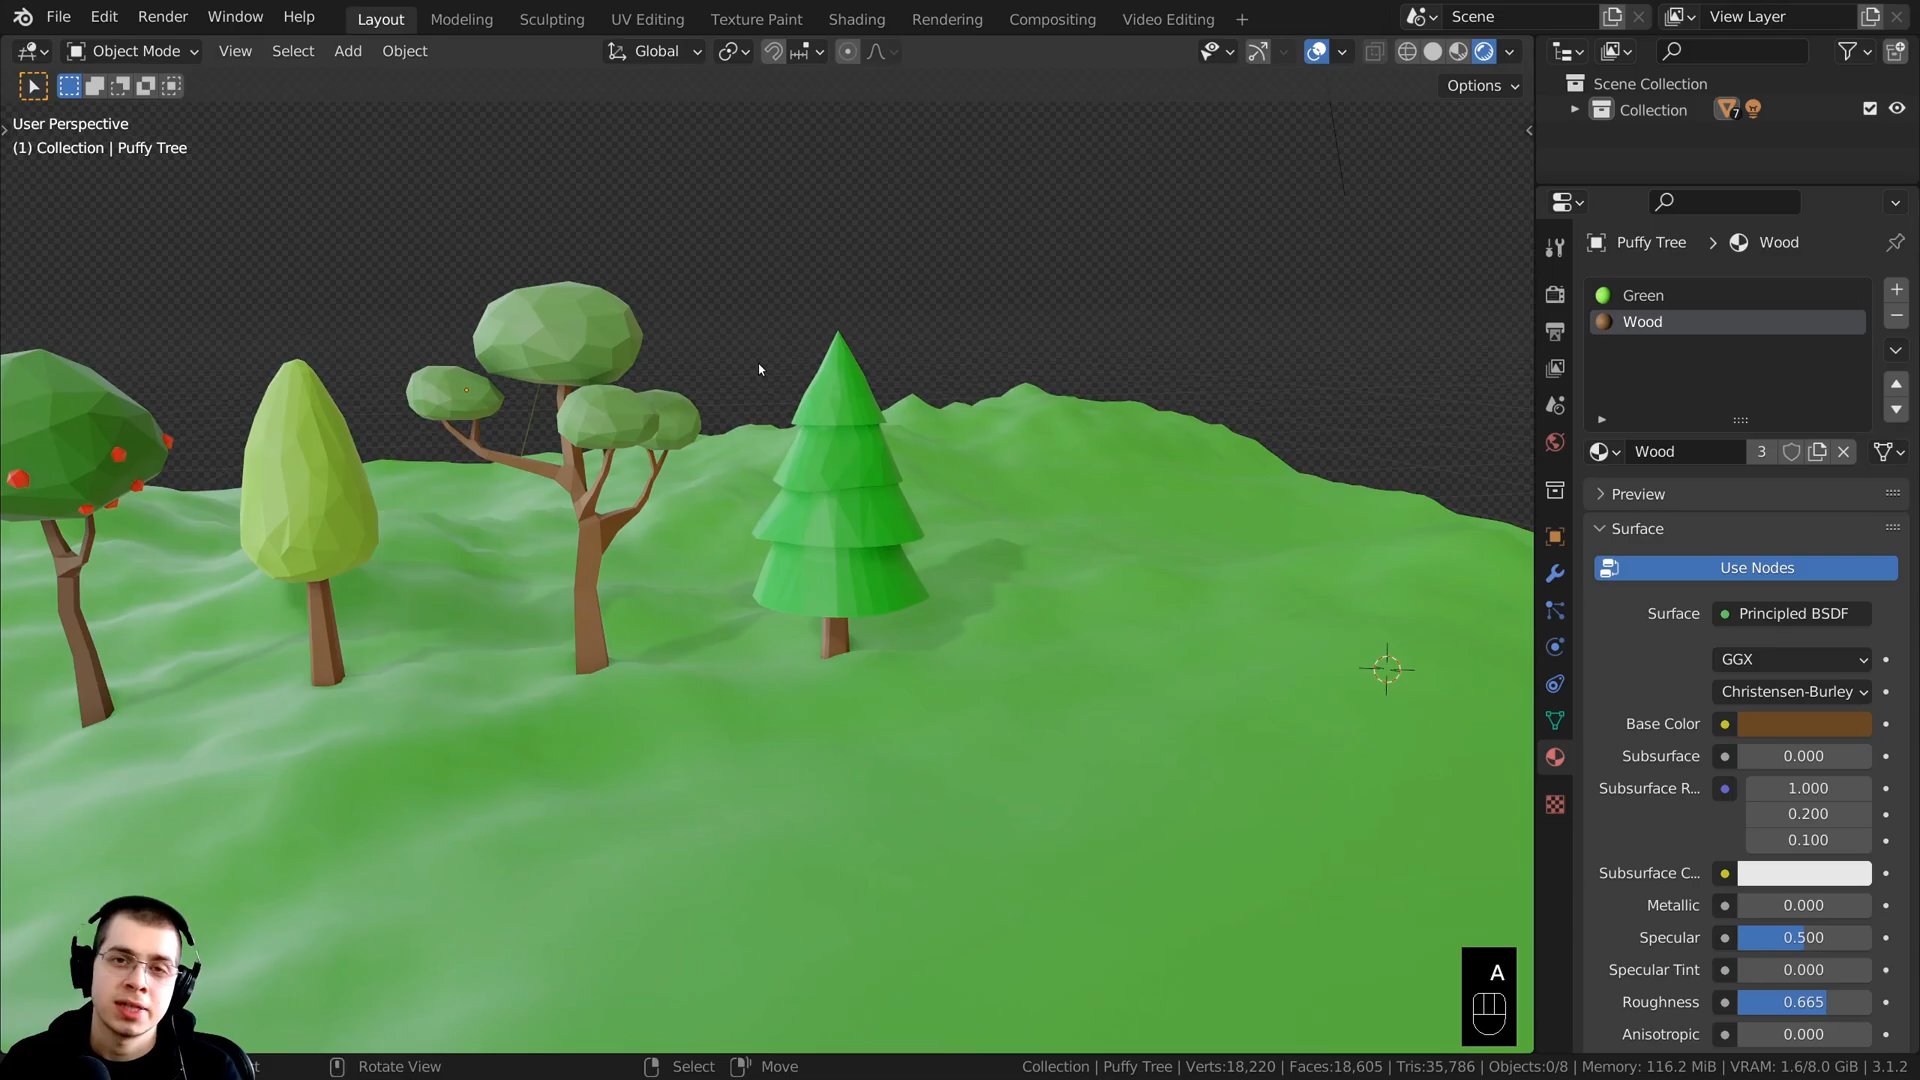 File Edit Render Window Help Layout Modeling Sculpting UV Editing Texture Paint Shading Rendering Compositing Video Editing + Scene View Layer
Object Mode View Select Add Object Global
Options
User Perspective
(1) Collection | Puffy Tree
Scene Collection
Collection 7
Puffy Tree > Wood
Green
Wood
Wood 3
Preview
Surface
Use Nodes
Surface Principled BSDF
GGX
Christensen-Burley
Base Color
Subsurface 0.000
Subsurface R... 1.000
0.200
0.100
Subsurface C...
Metallic 0.000
Specular 0.500
Specular Tint 0.000
Roughness 0.665
Anisotropic 0.000
A
Rotate View Select Move Collection | Puffy Tree | Verts:18,220 | Faces:18,605 | Tris:35,786 | Objects:0/8 | Memory: 116.2 MiB | VRAM: 1.6/8.0 GiB | 3.1.2